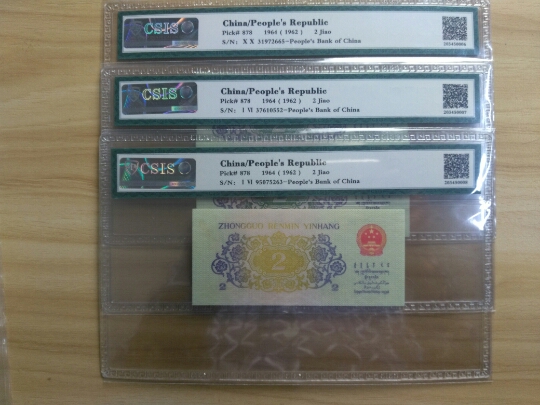 CSIS
China/People's Republic
Pick# 878 1964 ( 1962 ) 2 Jiao
S/N: X X 31972665-People's Bank of China
CSIS
China/People's Republic
Pick# 878 1964 ( 1962 ) 2 Jiao
S/N: I VI 37610552-People's Bank of China
CSIS
China/People's Republic
Pick# 878 1964 ( 1962 ) 2 Jiao
S/N: I VI 95075263-People's Bank of China
ZHONGGUO RENMIN YINHANG
2
2
2